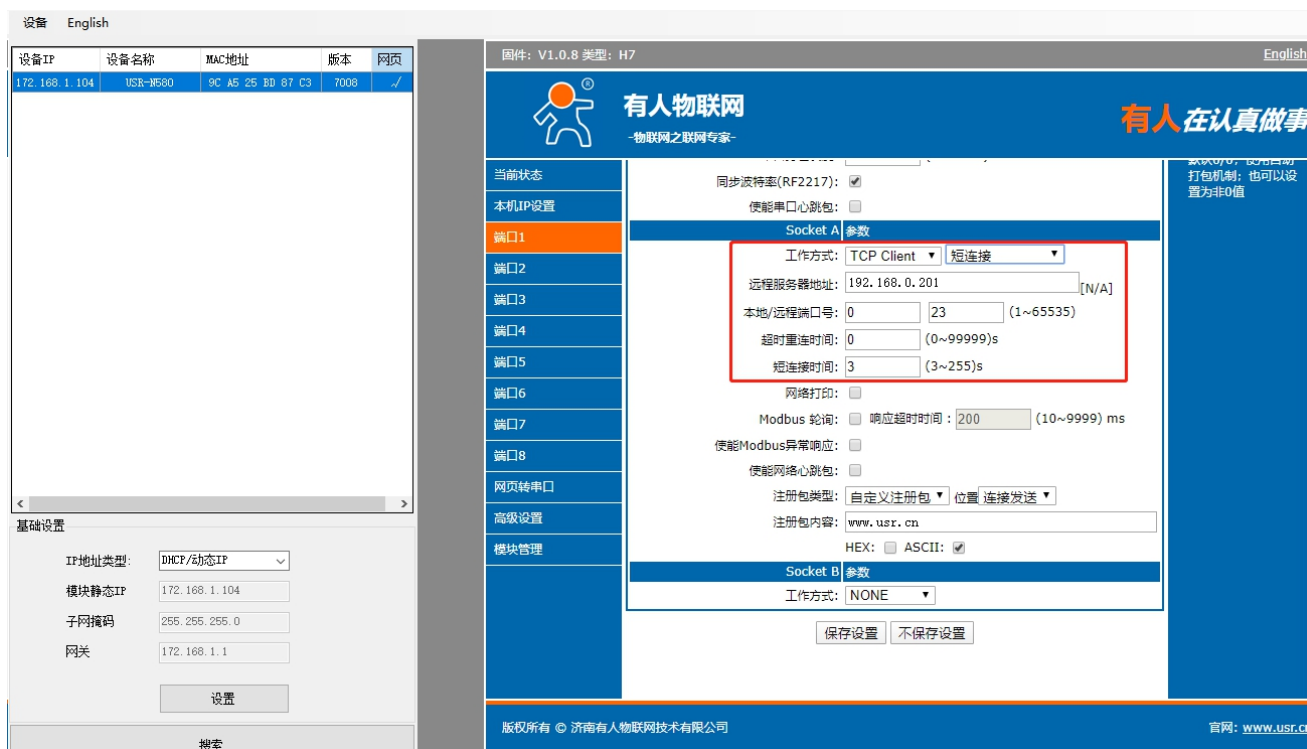 设备 English
设备IP 设备名称 MAC地址 版本 网页
172.168.1.104 USR-N580 9C A5 25 BD 87 C3 7008 √
基础设置
IP地址类型: DHCP/动态IP
模块静态IP 172.168.1.104
子网掩码 255.255.255.0
网关 172.168.1.1
设置
搜索
固件: V1.0.8 类型: H7 English
有人物联网
-物联网之联网专家-
有人在认真做事
®
当前状态
本机IP设置
端口1
端口2
端口3
端口4
端口5
端口6
端口7
端口8
网页转串口
高级设置
模块管理
同步波特率(RF2217):
使能串口心跳包:
Socket A 参数
工作方式: TCP Client 短连接
远程服务器地址: 192.168.0.201 [N/A]
本地/远程端口号: 0 23 (1~65535)
超时重连时间: 0 (0~99999)s
短连接时间: 3 (3~255)s
网络打印:
Modbus 轮询: 响应超时时间: 200 (10~9999) ms
使能Modbus异常响应:
使能网络心跳包:
注册包类型: 自定义注册包 位置 连接发送
注册包内容: www.usr.cn
HEX: ASCII:
Socket B 参数
工作方式: NONE
保存设置 不保存设置
打包机制；也可以设
置为非0值
版权所有 © 济南有人物联网技术有限公司 官网: www.usr.c